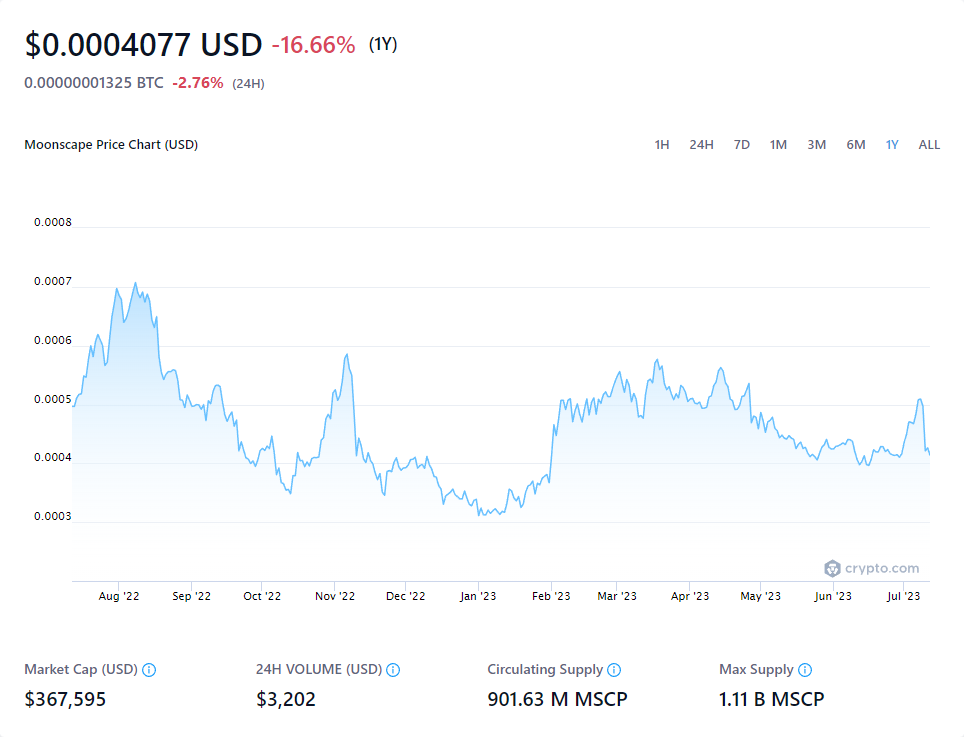 $0.0004077 USD -16.66% (1Y)
0.00000001325 BTC -2.76% (24H)
Moonscape Price Chart (USD) 1H 24H 7D 1M 3M 6M 1Y ALL
0.0008
0.0007
0.0006
0.0005
0.0004
0.0003
crypto.com
Aug '22 Sep '22 Oct '22 Nov '22 Dec '22 Jan '23 Feb '23 Mar '23 Apr '23 May '23 Jun '23 Jul '23
Market Cap (USD) 24H VOLUME (USD) Circulating Supply Max Supply
$367,595 $3,202 901.63 M MSCP 1.11 B MSCP